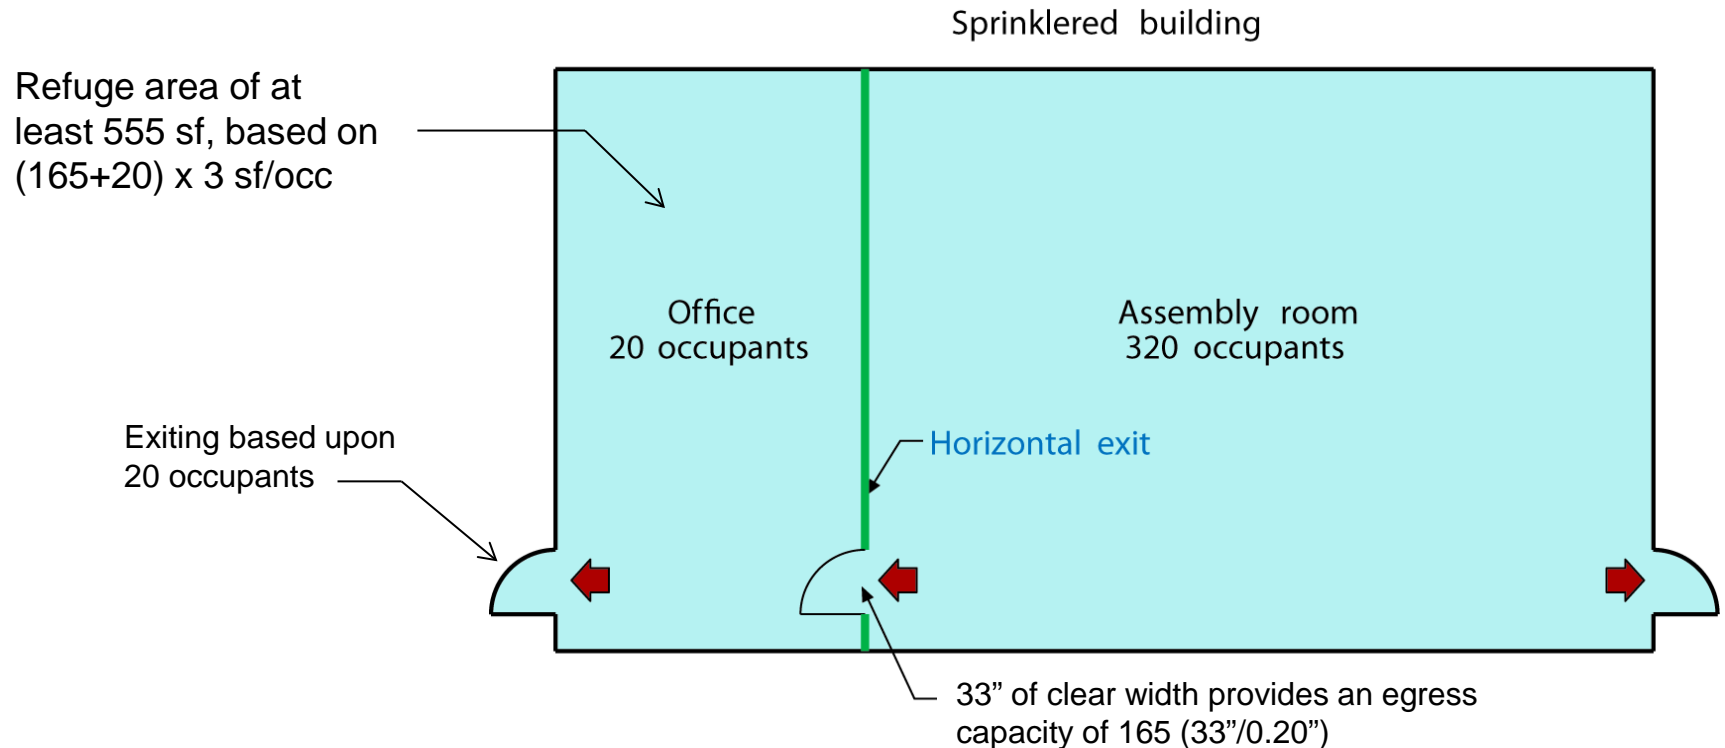 Sprinklered building
Refuge area of at
least 555 sf, based on
(165+20) x 3 sf/occ
Office
20 occupants
Assembly room
320 occupants
Exiting based upon
20 occupants
Horizontal exit
33” of clear width provides an egress
capacity of 165 (33”/0.20”)